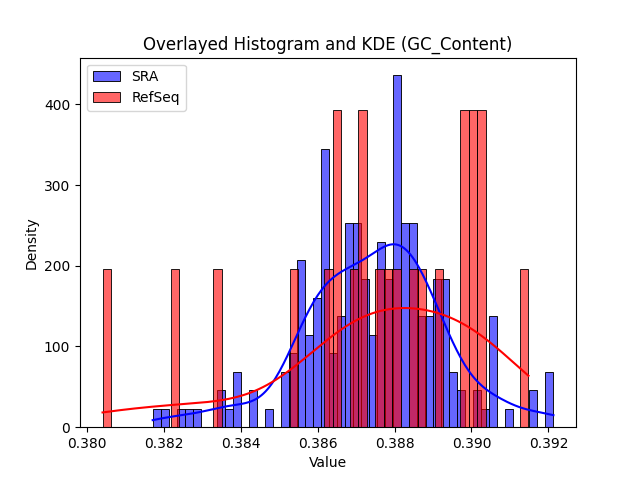 Overlayed Histogram and KDE (GC_Content)
SRA
RefSeq
400
300
200
100
0
Density
0.380 0.382 0.384 0.386 0.388 0.390 0.392
Value